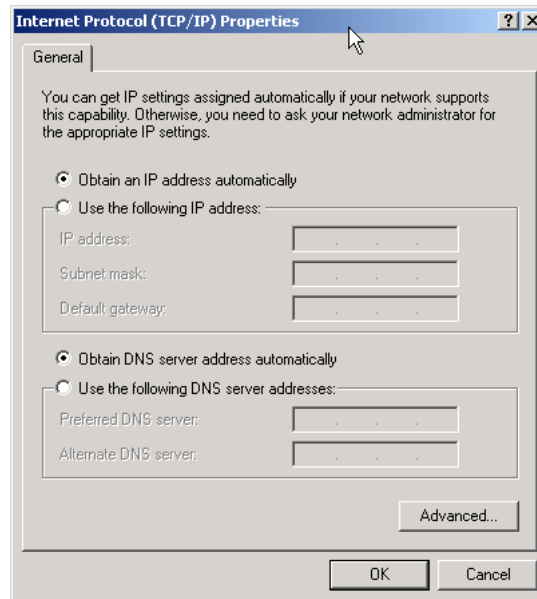 Internet Protocol (TCP/IP) Properties
General
You can get IP settings assigned automatically if your network supports
this capability. Otherwise, you need to ask your network administrator for
the appropriate IP settings.
Obtain an IP address automatically
Use the following IP address:
IP address:
Subnet mask:
Default gateway:
Obtain DNS server address automatically
Use the following DNS server addresses:
Preferred DNS server:
Alternate DNS server:
Advanced...
OK Cancel